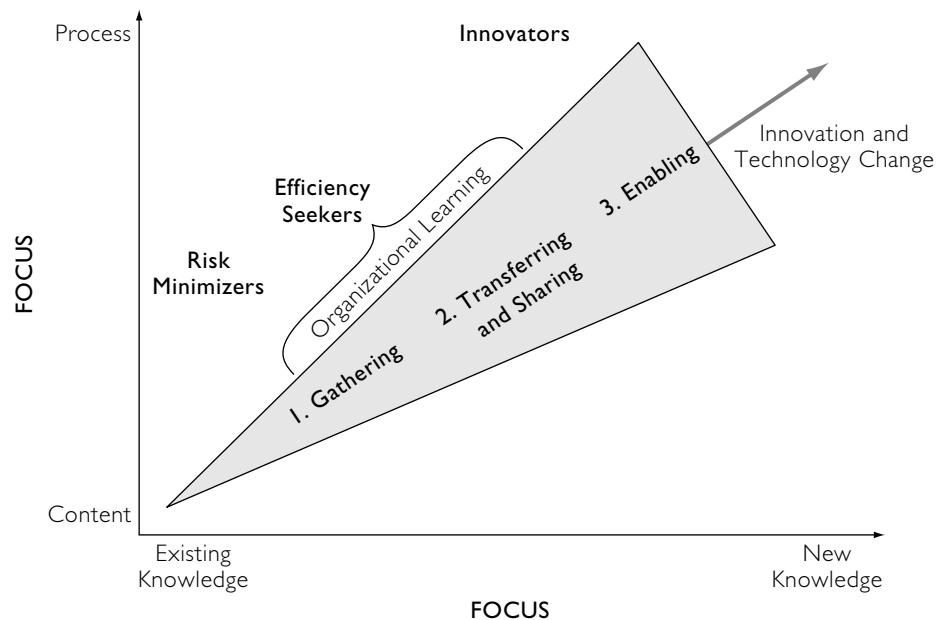 Process
Innovators
Innovation and
Technology Change
3. Enabling
Efficiency
Seekers
Organizational Learning
Risk
Minimizers
2. Transferring
and Sharing
1. Gathering
FOCUS
Content
Existing
Knowledge
New
Knowledge
FOCUS